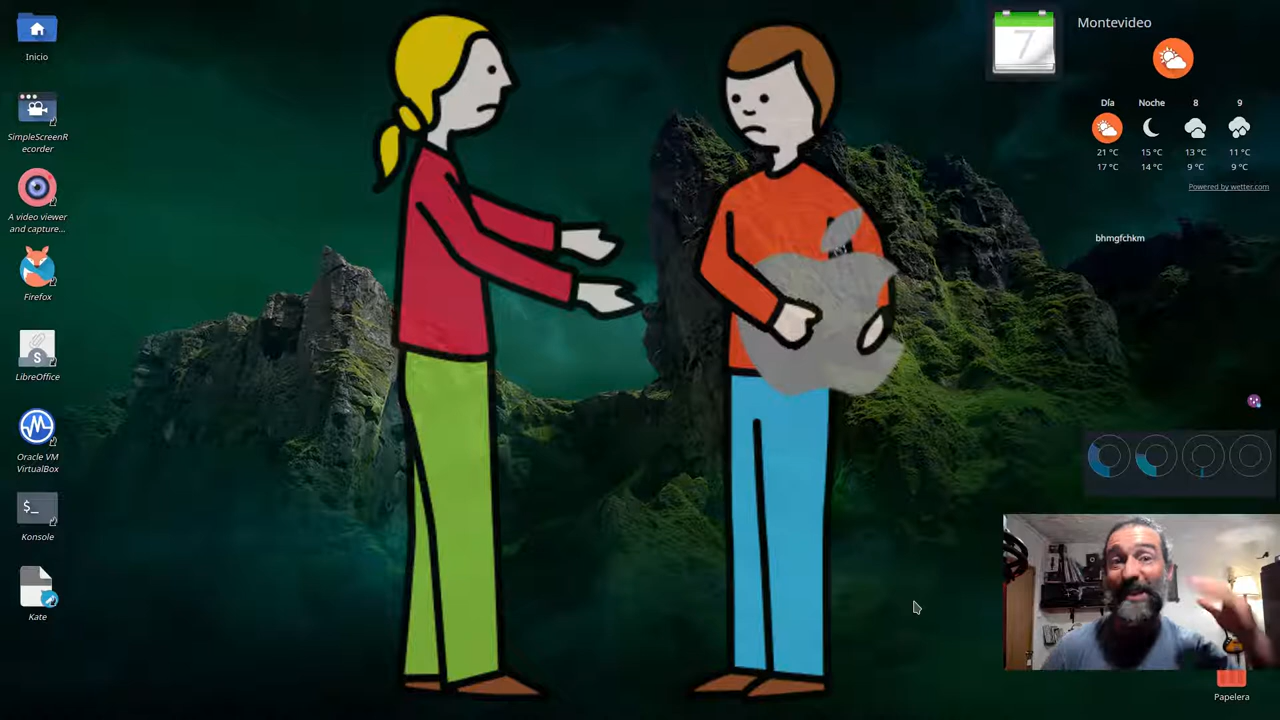 Inicio
SimpleScreenR
ecorder
A video viewer
and capture...
Firefox
S
LibreOffice
Oracle VM
VirtualBox
$_
Konsole
Kate
7
Montevideo
Día Noche 8 9
21 °C 15 °C 13 °C 11 °C
17 °C 14 °C 9 °C 9 °C
Powered by wetter.com
bhmgfchkm
Papelera